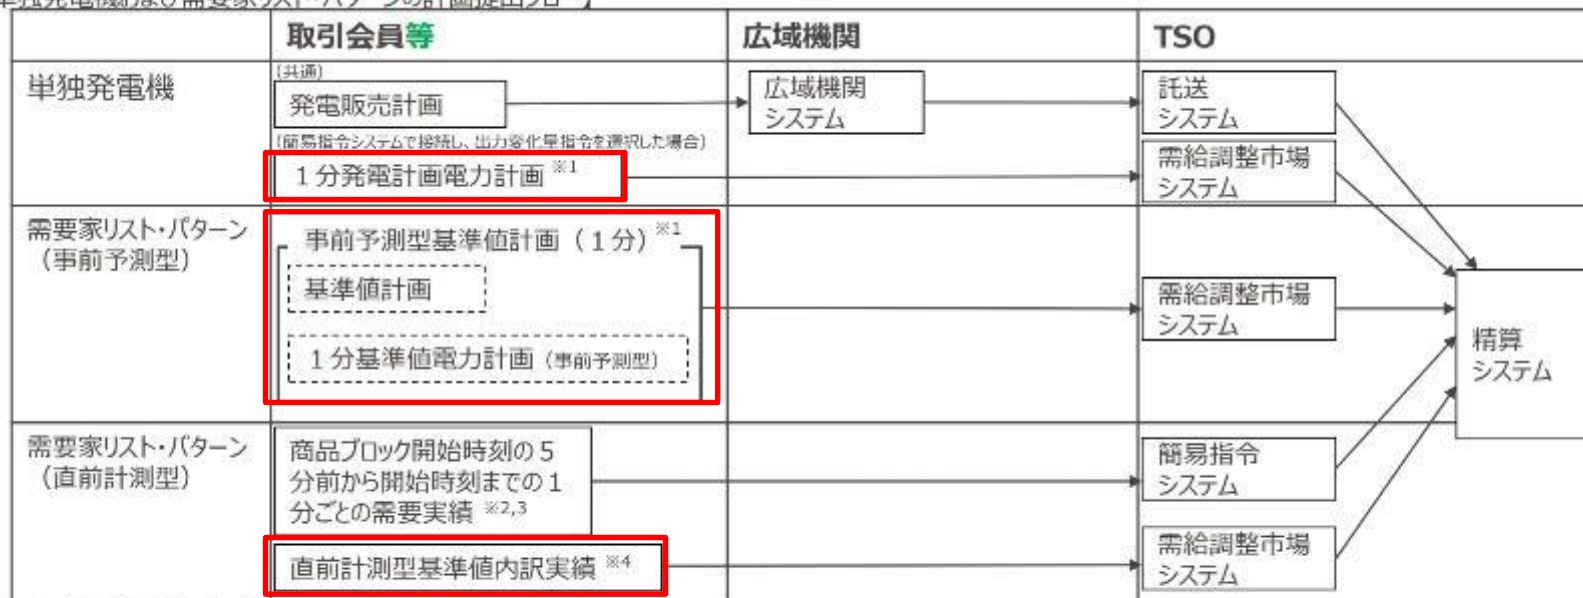 取引会員等
広域機関
TSO
単独発電機
(共通)
発電販売計画
広域機関
システム
託送
システム
(簡易指令システムで接続し、出力変化量指令を選択した場合)
１分発電計画電力計画 ※1
需給調整市場
システム
需要家リスト・パターン
（事前予測型）
事前予測型基準値計画（１分）※1
基準値計画
１分基準値電力計画（事前予測型）
需給調整市場
システム
精算
システム
需要家リスト・パターン
（直前計測型）
商品ブロック開始時刻の５
分前から開始時刻までの１
分ごとの需要実績 ※2,3
簡易指令
システム
直前計測型基準値内訳実績 ※4
需給調整市場
システム